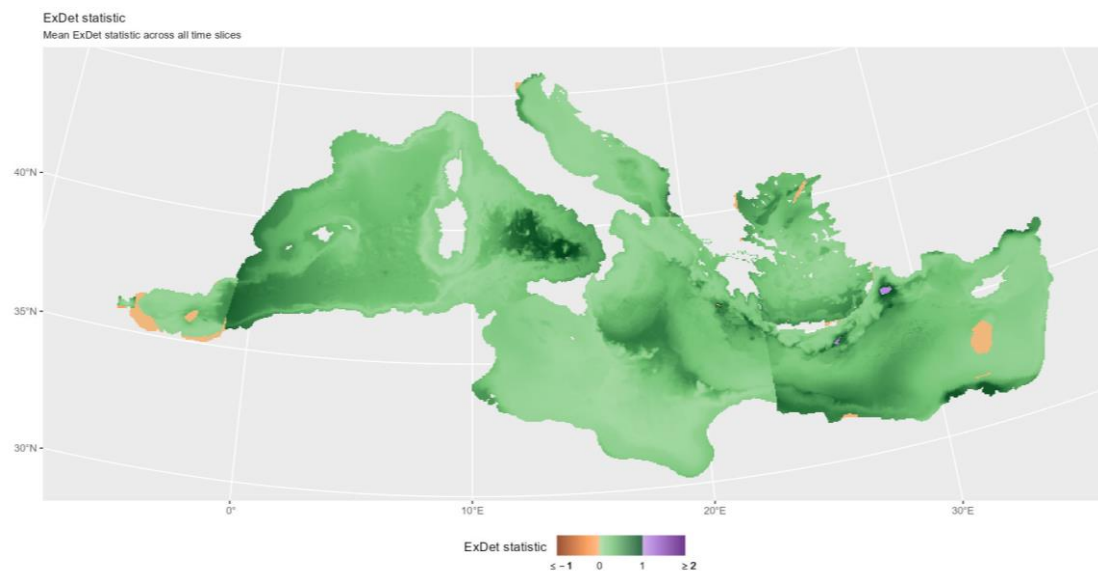 ExDet statistic
Mean ExDet statistic across all time slices
40°N
35°N
30°N
0°
10°E
20°E
30°E
ExDet statistic
≤ −1 0 1 ≥ 2